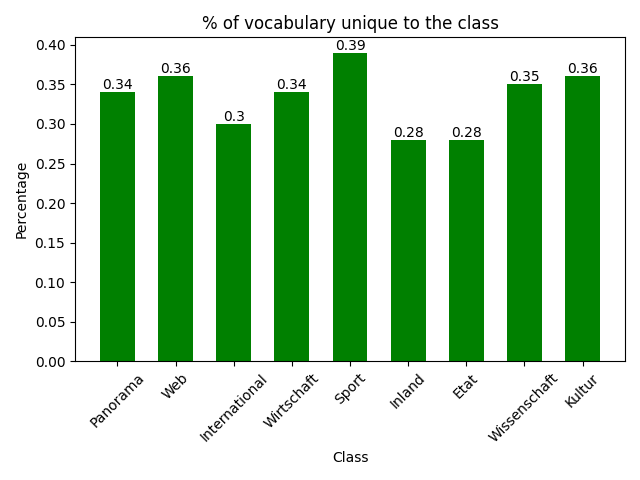 % of vocabulary unique to the class
Percentage
0.40
0.35
0.30
0.25
0.20
0.15
0.10
0.05
0.00
0.34
0.36
0.3
0.34
0.39
0.28
0.28
0.35
0.36
Panorama
Web
International
Wirtschaft
Sport
Inland
Etat
Wissenschaft
Kultur
Class